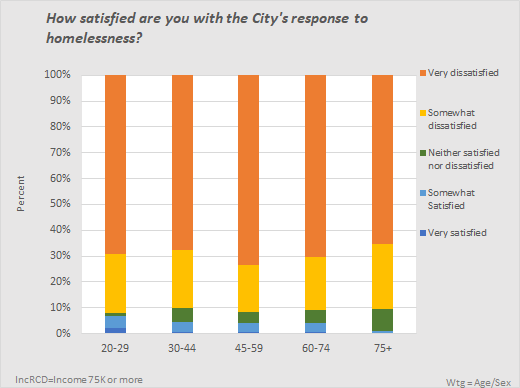 How satisfied are you with the City's response to
homelessness?
100%
90%
80%
70%
60%
50%
40%
30%
20%
10%
0%
Percent
20-29
30-44
45-59
60-74
75+
Very dissatisfied
Somewhat
dissatisfied
Neither satisfied
nor dissatisfied
Somewhat
Satisfied
Very satisfied
IncRCD=Income 75K or more
Wtg = Age/Sex